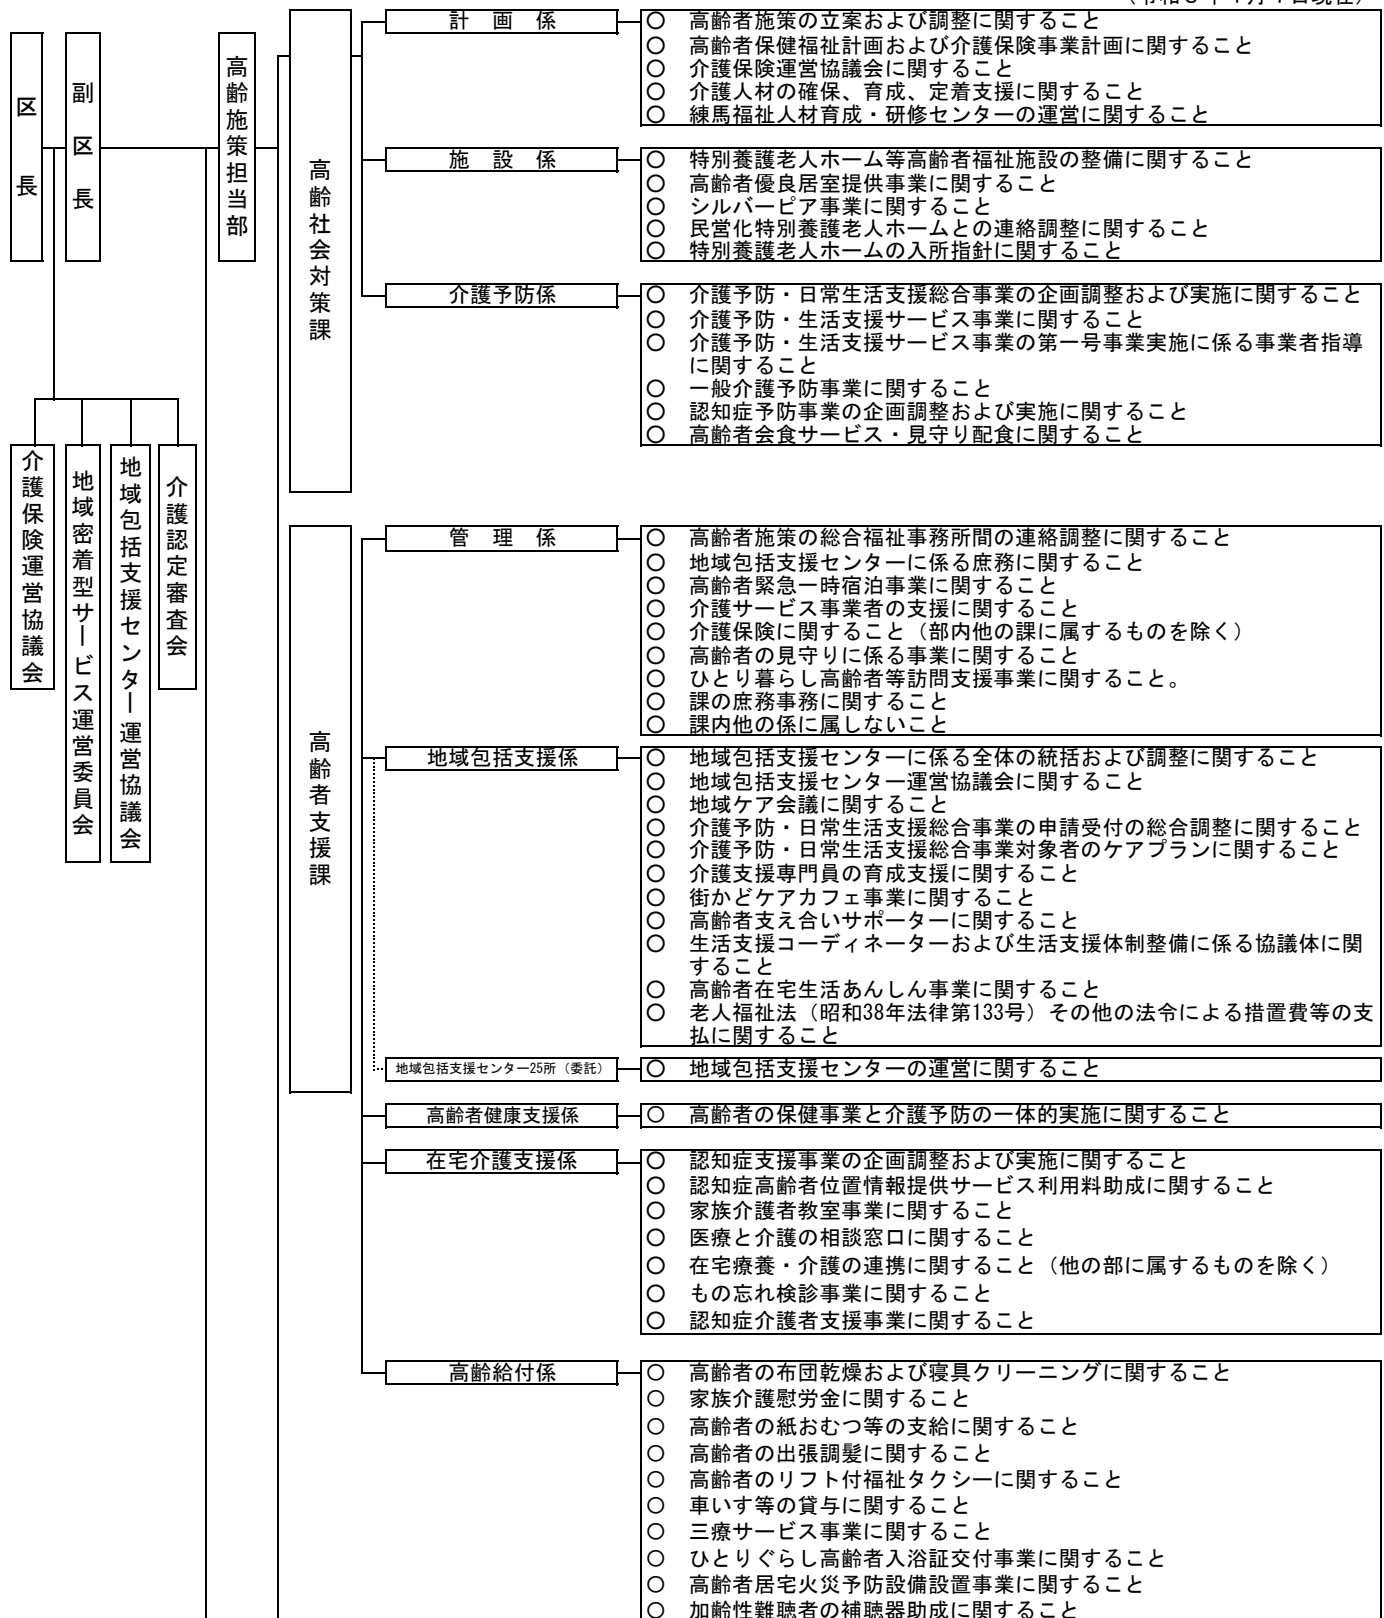 区長
副区長
高齢施策担当部
介護保険運営協議会
地域密着型サービス運営委員会
地域包括支援センター運営協議会
介護認定審査会
高齢社会対策課
計画係
○ 高齢者施策の立案および調整に関すること
○ 高齢者保健福祉計画および介護保険事業計画に関すること
○ 介護保険運営協議会に関すること
○ 介護人材の確保、育成、定着支援に関すること
○ 練馬福祉人材育成・研修センターの運営に関すること
施設係
○ 特別養護老人ホーム等高齢者福祉施設の整備に関すること
○ 高齢者優良居室提供事業に関すること
○ シルバーピア事業に関すること
○ 民営化特別養護老人ホームとの連絡調整に関すること
○ 特別養護老人ホームの入所指針に関すること
介護予防係
○ 介護予防・日常生活支援総合事業の企画調整および実施に関すること
○ 介護予防・生活支援サービス事業に関すること
○ 介護予防・生活支援サービス事業の第一号事業実施に係る事業者指導
に関すること
○ 一般介護予防事業に関すること
○ 認知症予防事業の企画調整および実施に関すること
○ 高齢者会食サービス・見守り配食に関すること
高齢者支援課
管理係
○ 高齢者施策の総合福祉事務所間の連絡調整に関すること
○ 地域包括支援センターに係る庶務に関すること
○ 高齢者緊急一時宿泊事業に関すること
○ 介護サービス事業者の支援に関すること
○ 介護保険に関すること（部内他の課に属するものを除く）
○ 高齢者の見守りに係る事業に関すること
○ ひとり暮らし高齢者等訪問支援事業に関すること。
○ 課の庶務事務に関すること
○ 課内他の係に属しないこと
地域包括支援係
○ 地域包括支援センターに係る全体の統括および調整に関すること
○ 地域包括支援センター運営協議会に関すること
○ 地域ケア会議に関すること
○ 介護予防・日常生活支援総合事業の申請受付の総合調整に関すること
○ 介護予防・日常生活支援総合事業対象者のケアプランに関すること
○ 介護支援専門員の育成支援に関すること
○ 街かどケアカフェ事業に関すること
○ 高齢者支え合いサポーターに関すること
○ 生活支援コーディネーターおよび生活支援体制整備に係る協議体に関
すること
○ 高齢者在宅生活あんしん事業に関すること
○ 老人福祉法（昭和38年法律第133号）その他の法令による措置費等の支
払に関すること
地域包括支援センター25所（委託）
○ 地域包括支援センターの運営に関すること
高齢者健康支援係
○ 高齢者の保健事業と介護予防の一体的実施に関すること
在宅介護支援係
○ 認知症支援事業の企画調整および実施に関すること
○ 認知症高齢者位置情報提供サービス利用料助成に関すること
○ 家族介護者教室事業に関すること
○ 医療と介護の相談窓口に関すること
○ 在宅療養・介護の連携に関すること（他の部に属するものを除く）
○ もの忘れ検診事業に関すること
○ 認知症介護者支援事業に関すること
高齢給付係
○ 高齢者の布団乾燥および寝具クリーニングに関すること
○ 家族介護慰労金に関すること
○ 高齢者の紙おむつ等の支給に関すること
○ 高齢者の出張調髪に関すること
○ 高齢者のリフト付福祉タクシーに関すること
○ 車いす等の貸与に関すること
○ 三療サービス事業に関すること
○ ひとりぐらし高齢者入浴証交付事業に関すること
○ 高齢者居宅火災予防設備設置事業に関すること
○ 加齢性難聴者の補聴器助成に関すること